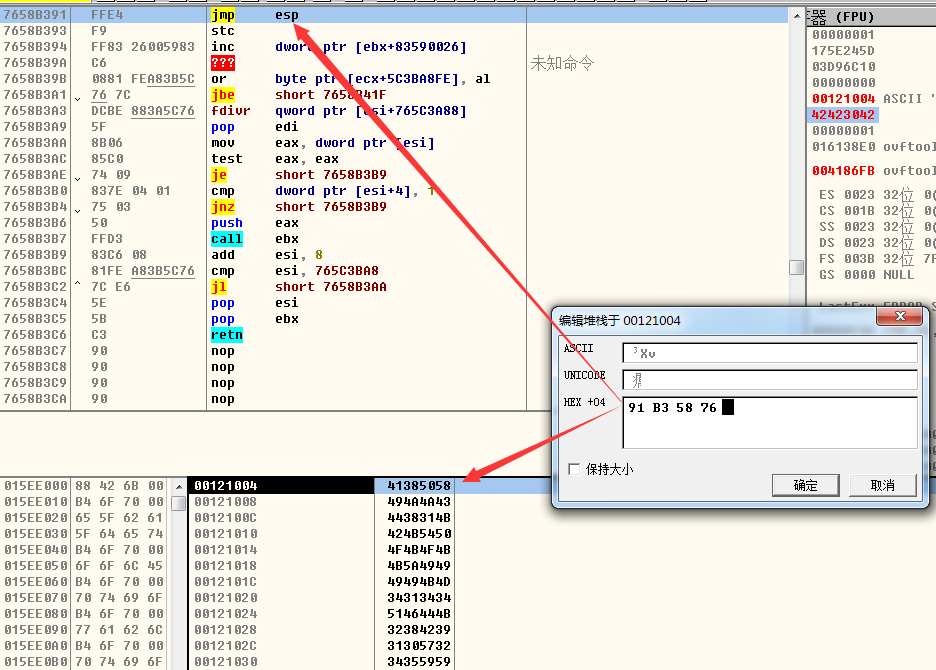 7658B391 FFE4 jmp esp
7658B393 F9 stc
7658B394 FF83 26005983 inc dword ptr [ebx+83590026]
7658B39A C6 ??? 未知命令
7658B39B 0881 FEA83B5C or byte ptr [ecx+5C3BA8FE], al
7658B3A1 76 7C jbe short 7658B41F
7658B3A3 DCBE 883A5C76 fdivr qword ptr [esi+765C3A88]
7658B3A9 5F pop edi
7658B3AA 8B06 mov eax, dword ptr [esi]
7658B3AC 85C0 test eax, eax
7658B3AE 74 09 je short 7658B3B9
7658B3B0 837E 04 01 cmp dword ptr [esi+4], 1
7658B3B4 75 03 jnz short 7658B3B9
7658B3B6 50 push eax
7658B3B7 FFD3 call ebx
7658B3B9 83C6 08 add esi, 8
7658B3BC 81FE A83B5C76 cmp esi, 765C3BA8
7658B3C2 ^ 7C E6 jl short 7658B3AA
7658B3C4 5E pop esi
7658B3C5 5B pop ebx
7658B3C6 C3 retn
7658B3C7 90 nop
7658B3C8 90 nop
7658B3C9 90 nop
7658B3CA 90 nop
器 (FPU)
00000001
175E245D
03D96C10
00000000
00121004 ASCII "
42423042
00000001
016138E0 ovftool
004186FB ovftool
ES 0023 32位 0(
CS 001B 32位 0(
SS 0023 32位 0(
DS 0023 32位 0(
FS 003B 32位 7F
GS 0000 NULL
编辑堆栈于 00121004
ASCII ³Xv
UNICODE
HEX +04 91 B3 58 76
保持大小
确定 取消
015EE000 88 42 6B 00
015EE010 B4 6F 70 00
015EE020 65 5F 62 61
015EE030 5F 64 65 74
015EE040 B4 6F 70 00
015EE050 6F 6F 6C 45
015EE060 B4 6F 70 00
015EE070 70 74 69 6F
015EE080 B4 6F 70 00
015EE090 77 61 62 6C
015EE0A0 B4 6F 70 00
015EE0B0 70 74 69 6F
00121004 41385058
00121008 494A4A43
0012100C 4438314B
00121010 424B5450
00121014 4F4B4F4B
00121018 4B5A4949
0012101C 49494B4D
00121020 34313434
00121024 5146444B
00121028 32384239
0012102C 31305732
00121030 34355959